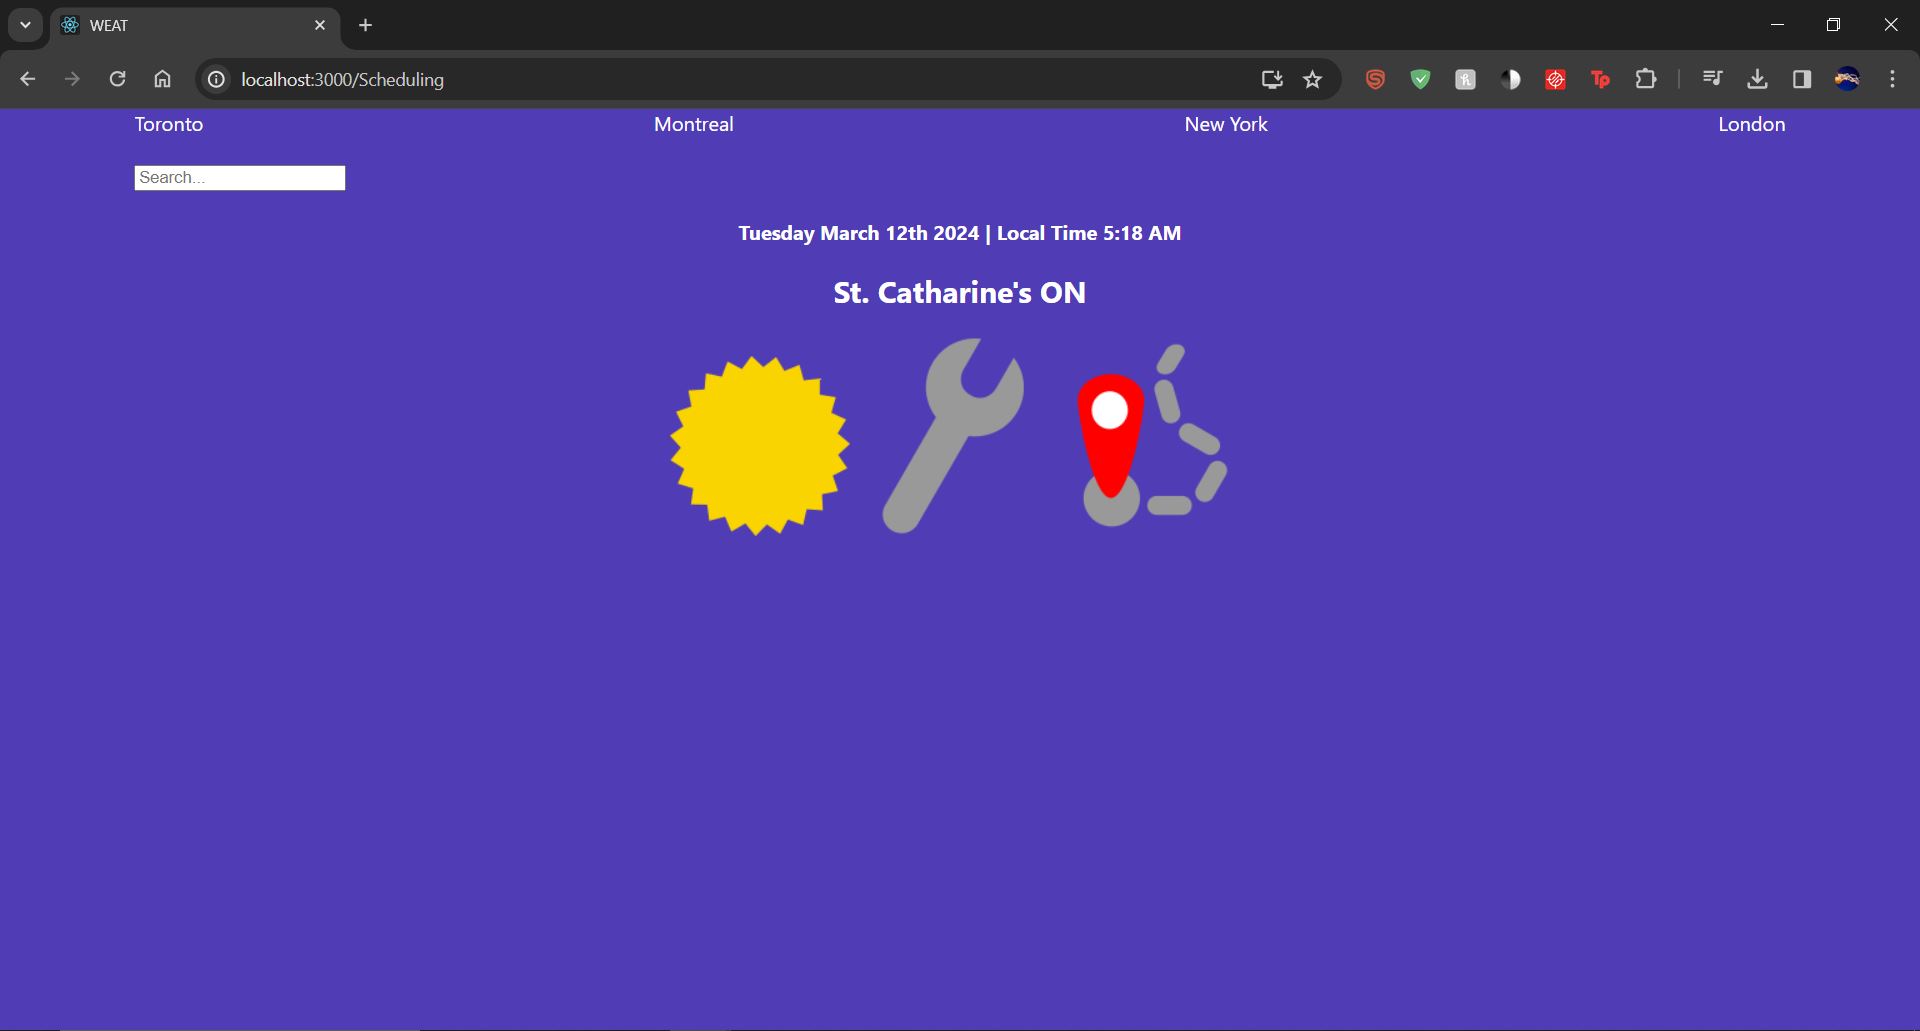 WEAT
localhost:3000/Scheduling
Tp
Toronto Montreal New York London
Search...
Tuesday March 12th 2024 | Local Time 5:18 AM
St. Catharine's ON